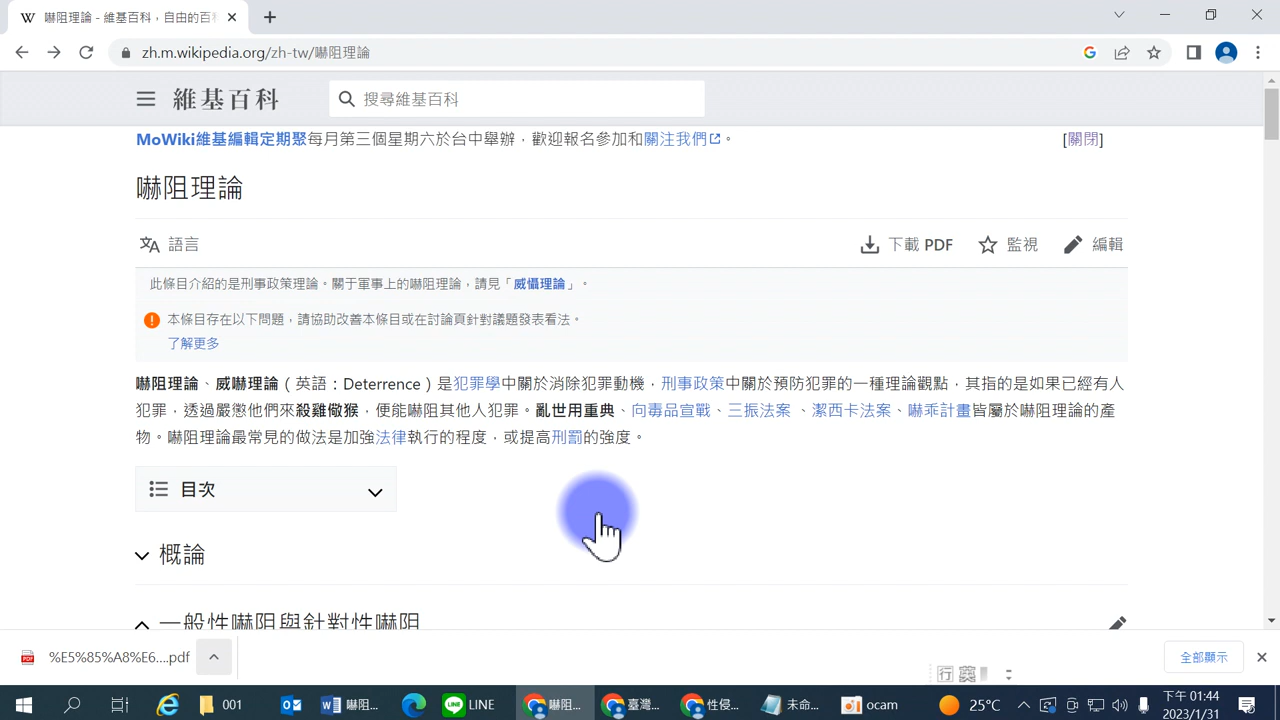 嚇阻理論 - 維基百科，自由的百
zh.m.wikipedia.org/zh-tw/嚇阻理論
維基百科
搜尋維基百科
MoWiki維基編輯定期聚每月第三個星期六於台中舉辦，歡迎報名參加和關注我們。
[關閉]
嚇阻理論
語言
下載 PDF
監視
編輯
此條目介紹的是刑事政策理論。關于軍事上的嚇阻理論，請見「威懾理論」。
本條目存在以下問題，請協助改善本條目或在討論頁針對議題發表看法。
了解更多
嚇阻理論、威嚇理論（英語：Deterrence）是犯罪學中關於消除犯罪動機，刑事政策中關於預防犯罪的一種理論觀點，其指的是如果已經有人
犯罪，透過嚴懲他們來殺雞儆猴，便能嚇阻其他人犯罪。亂世用重典、向毒品宣戰、三振法案 、潔西卡法案、嚇乖計畫皆屬於嚇阻理論的產
物。嚇阻理論最常見的做法是加強法律執行的程度，或提高刑罰的強度。
目次
概論
一般性嚇阻與針對性嚇阻
%E5%85%A8%E6....pdf
全部顯示
行 英
001
嚇阻...
LINE
嚇阻...
臺灣...
性侵...
未命...
ocam
25°C
下午 01:44
2023/1/31